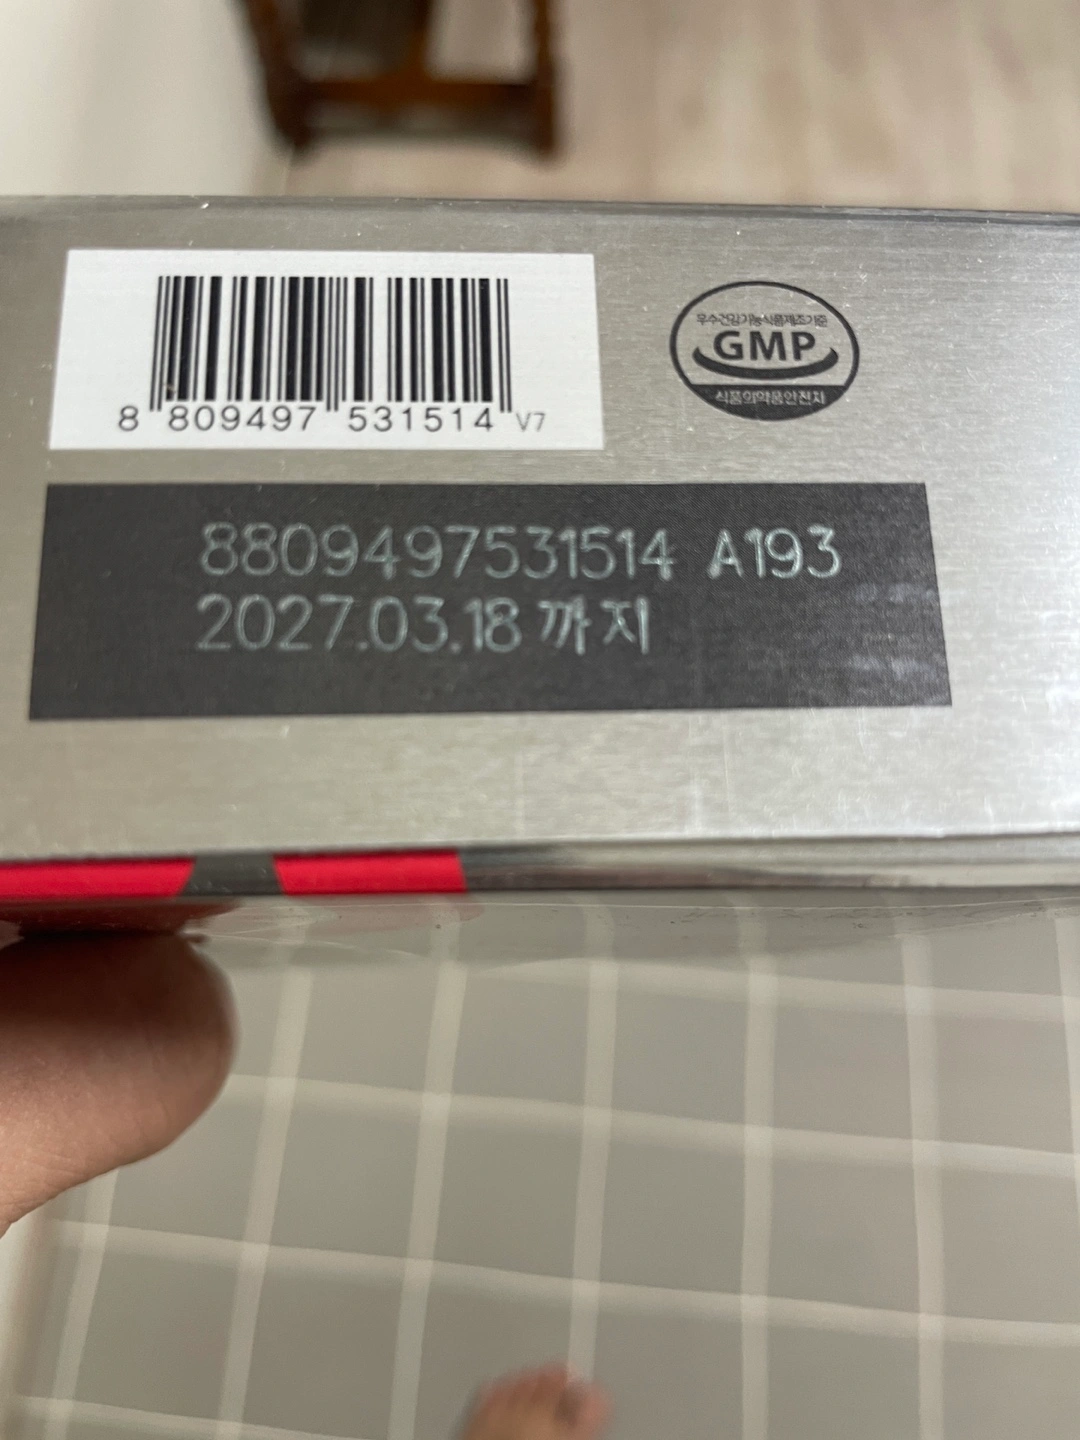 8 809497 531514 V7
우수건강기능식품제조기준
GMP
식품의약품안전처
8809497531514 A193
2027.03.18 까지